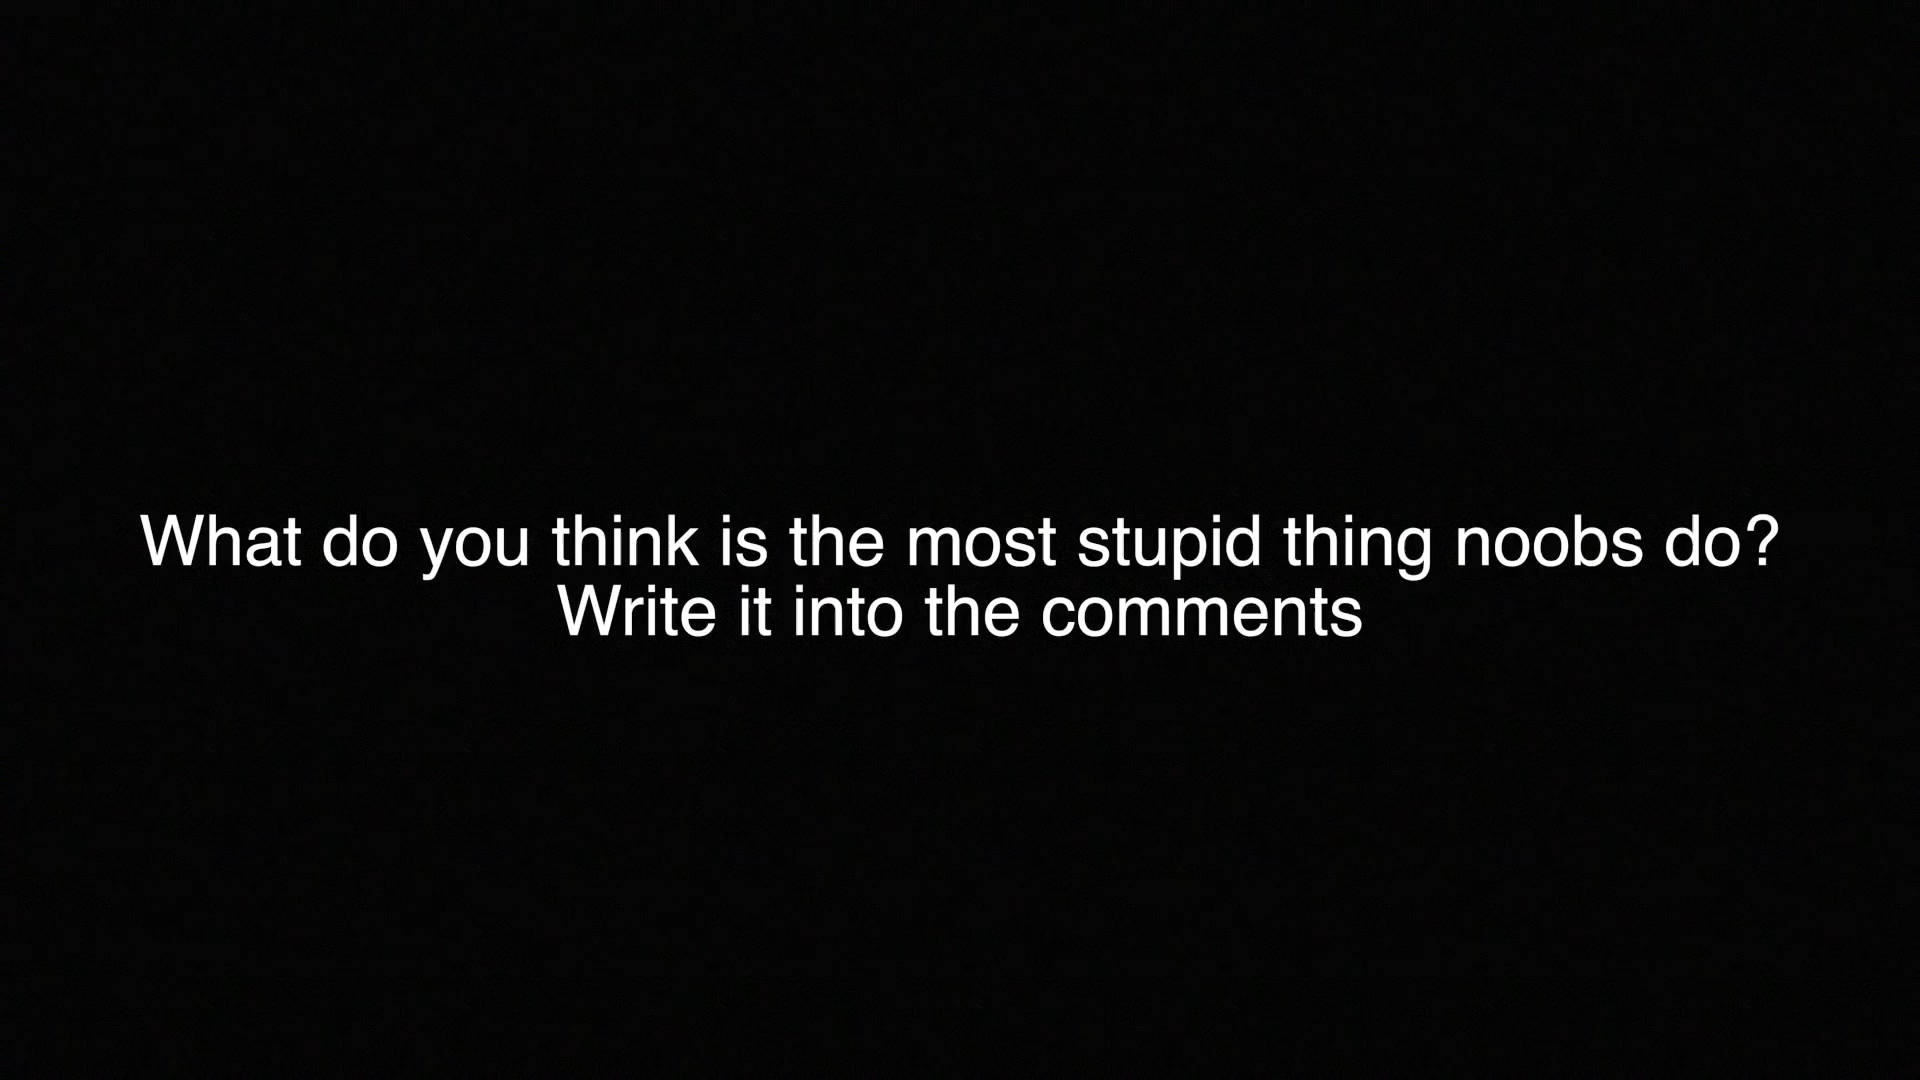 What do you think is the most stupid thing noobs do?
Write it into the comments